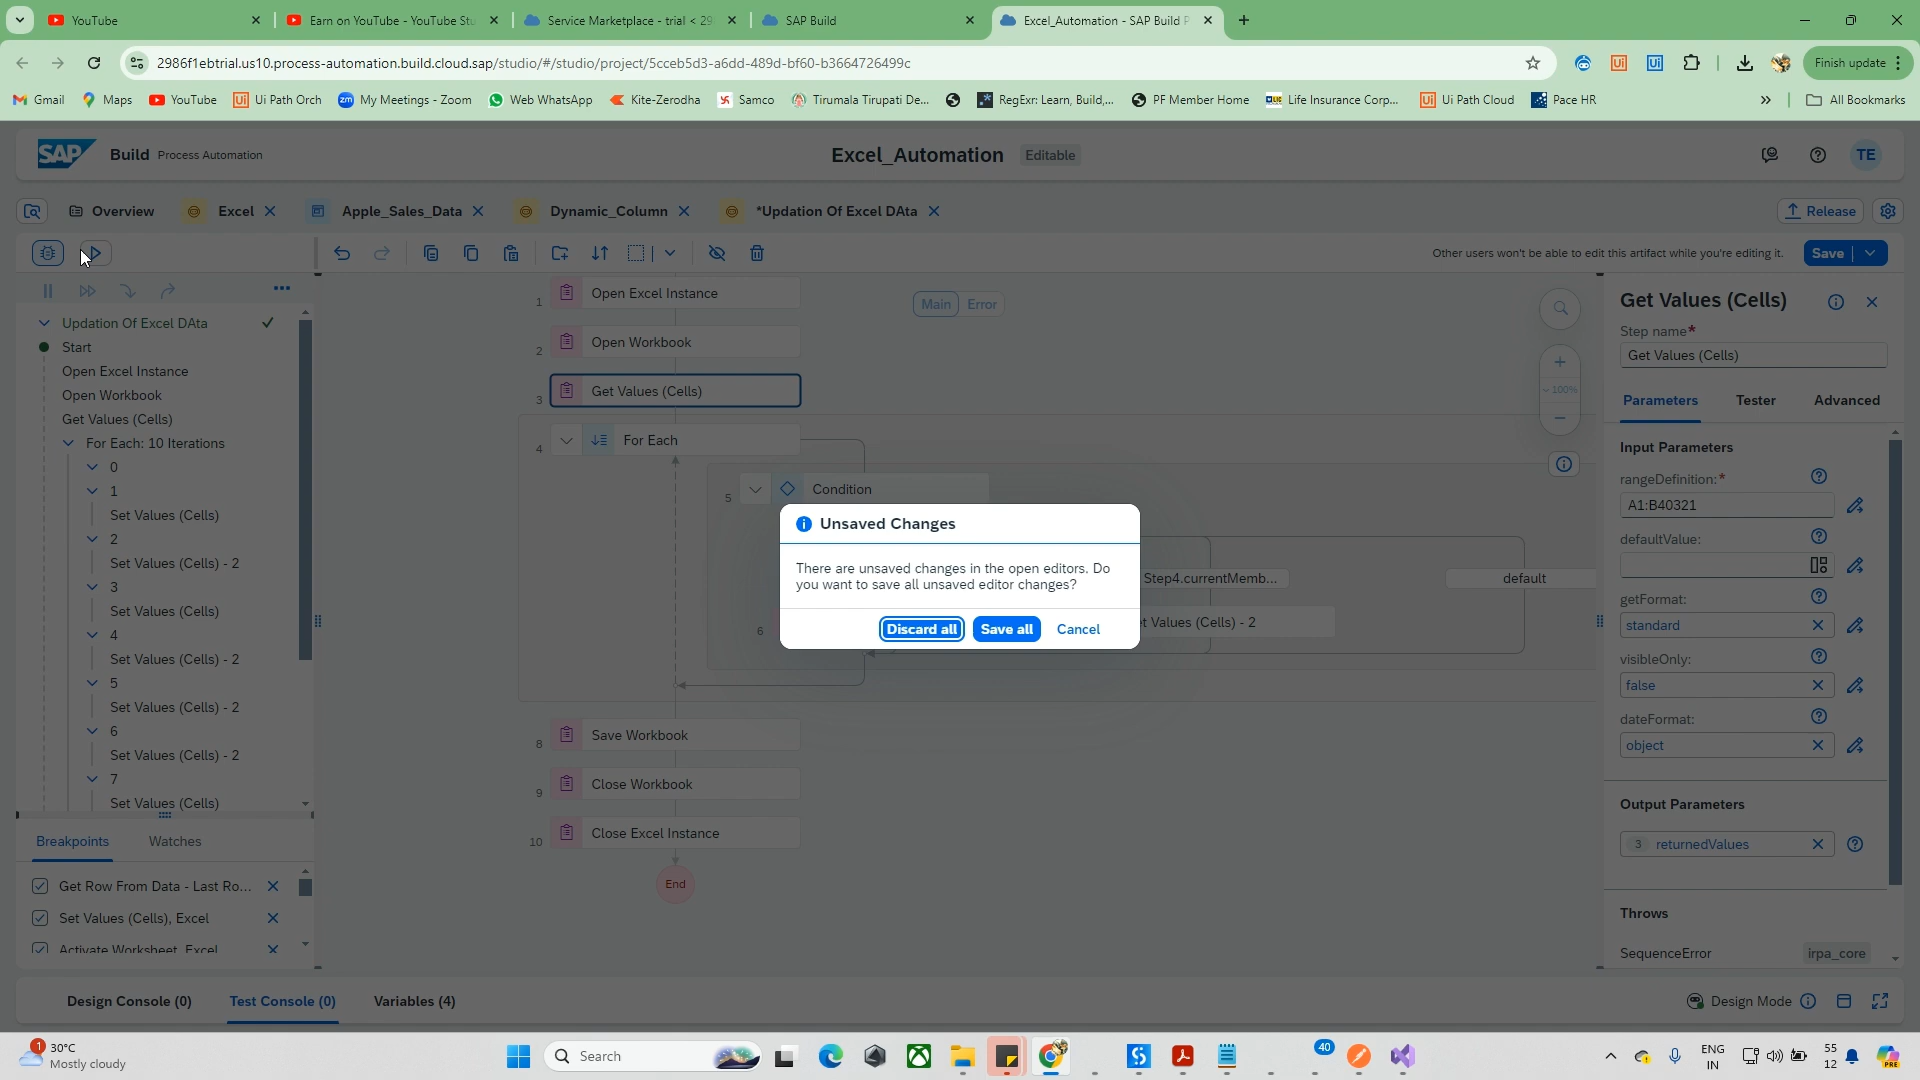 YouTube
Earn on YouTube - YouTube Stu
Service Marketplace - trial < 29
SAP Build
Excel_Automation - SAP Build P
2986f1ebtrial.us10.process-automation.build.cloud.sap/studio/#/studio/project/5cceb5d3-a6dd-489d-bf60-b3664726499c
Finish update
Gmail
Maps
YouTube
Ui Path Orch
My Meetings - Zoom
Web WhatsApp
Kite-Zerodha
Samco
Tirumala Tirupati De...
RegExr: Learn, Build,...
PF Member Home
Life Insurance Corp...
Ui Path Cloud
Pace HR
All Bookmarks
SAP
Build Process Automation
Excel_Automation
Editable
TE
Overview
Excel
Apple_Sales_Data
Dynamic_Column
*Updation Of Excel DAta
Release
Other users won't be able to edit this artifact while you're editing it.
Save
Updation Of Excel DAta
Start
Open Excel Instance
Open Workbook
Get Values (Cells)
For Each: 10 Iterations
0
1
Set Values (Cells)
2
Set Values (Cells) - 2
3
Set Values (Cells)
4
Set Values (Cells) - 2
5
Set Values (Cells) - 2
6
Set Values (Cells) - 2
7
Set Values (Cells)
Breakpoints
Watches
Get Row From Data - Last Ro...
Set Values (Cells), Excel
Activate Worksheet, Excel
1
Open Excel Instance
Main
Error
2
Open Workbook
3
Get Values (Cells)
4
For Each
5
Condition
Step4.currentMemb...
default
6
et Values (Cells) - 2
8
Save Workbook
9
Close Workbook
10
Close Excel Instance
End
~ 100%
Unsaved Changes
There are unsaved changes in the open editors. Do
you want to save all unsaved editor changes?
Discard all
Save all
Cancel
Get Values (Cells)
Step name*
Get Values (Cells)
Parameters
Tester
Advanced
Input Parameters
rangeDefinition:*
A1:B40321
defaultValue:
getFormat:
standard
visibleOnly:
false
dateFormat:
object
Output Parameters
3 returnedValues
Throws
SequenceError
irpa_core
Design Console (0)
Test Console (0)
Variables (4)
Design Mode
1
30°C
Mostly cloudy
Search
40
ENG
IN
55
12
PRE